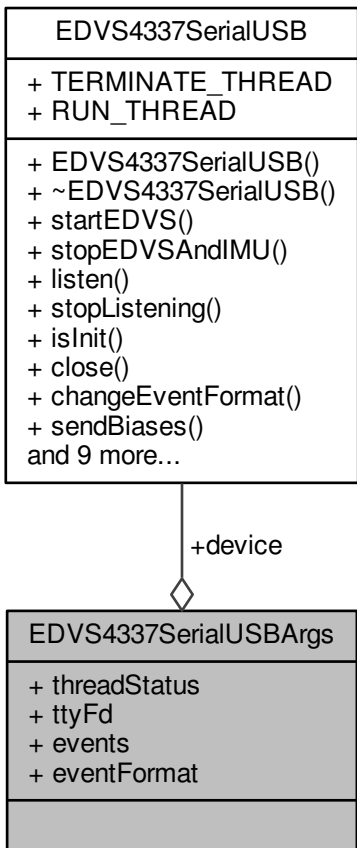 EDVS4337SerialUSB
+ TERMINATE_THREAD
+ RUN_THREAD
+ EDVS4337SerialUSB()
+ ~EDVS4337SerialUSB()
+ startEDVS()
+ stopEDVSAndIMU()
+ listen()
+ stopListening()
+ isInit()
+ close()
+ changeEventFormat()
+ sendBiases()
and 9 more...
+device
EDVS4337SerialUSBArgs
+ threadStatus
+ ttyFd
+ events
+ eventFormat